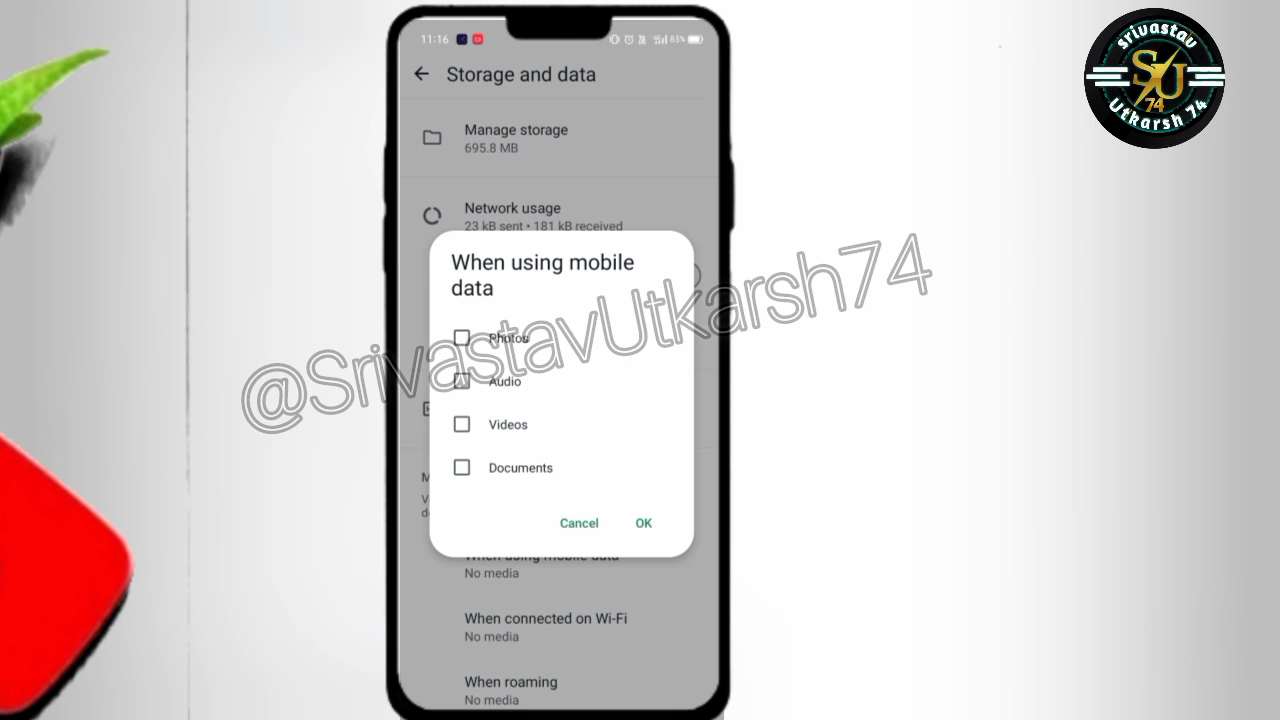 11:16
83%
Storage and data
Manage storage
695.8 MB
Network usage
23 kB sent • 181 kB received
When using mobile
data
Photos
Audio
Videos
Documents
Cancel
OK
When using mobile data
No media
When connected on Wi-Fi
No media
When roaming
No media
@SrivastavUtkarsh74
srivastav
SU
74
Utkarsh 74